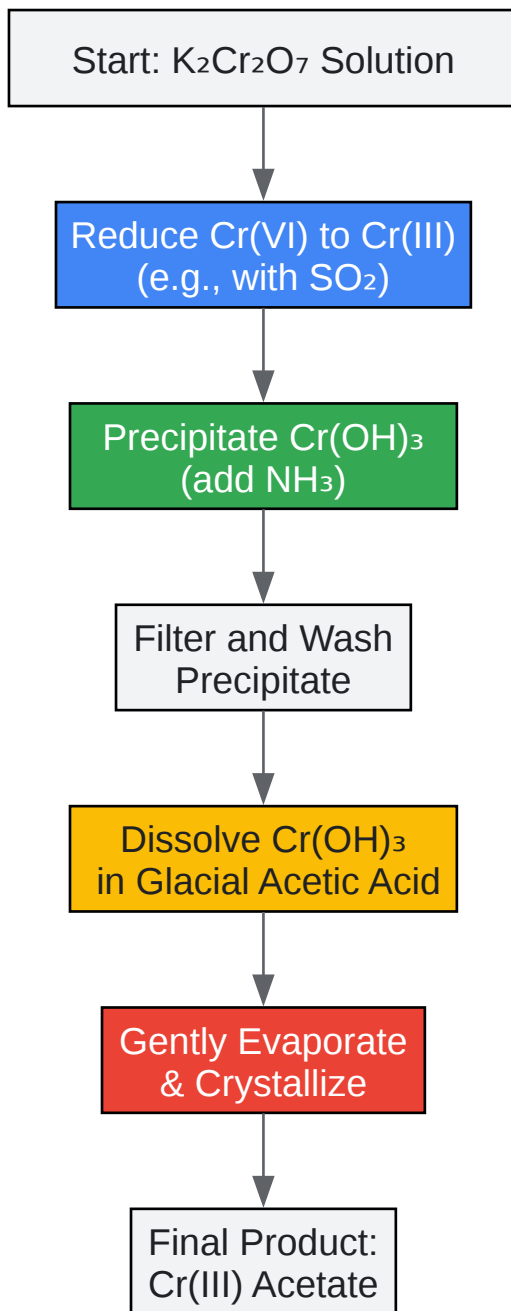 Start: K₂Cr₂O₇ Solution
Reduce Cr(VI) to Cr(III)
(e.g., with SO₂)
Precipitate Cr(OH)₃
(add NH₃)
Filter and Wash
Precipitate
Dissolve Cr(OH)₃
in Glacial Acetic Acid
Gently Evaporate
& Crystallize
Final Product:
Cr(III) Acetate